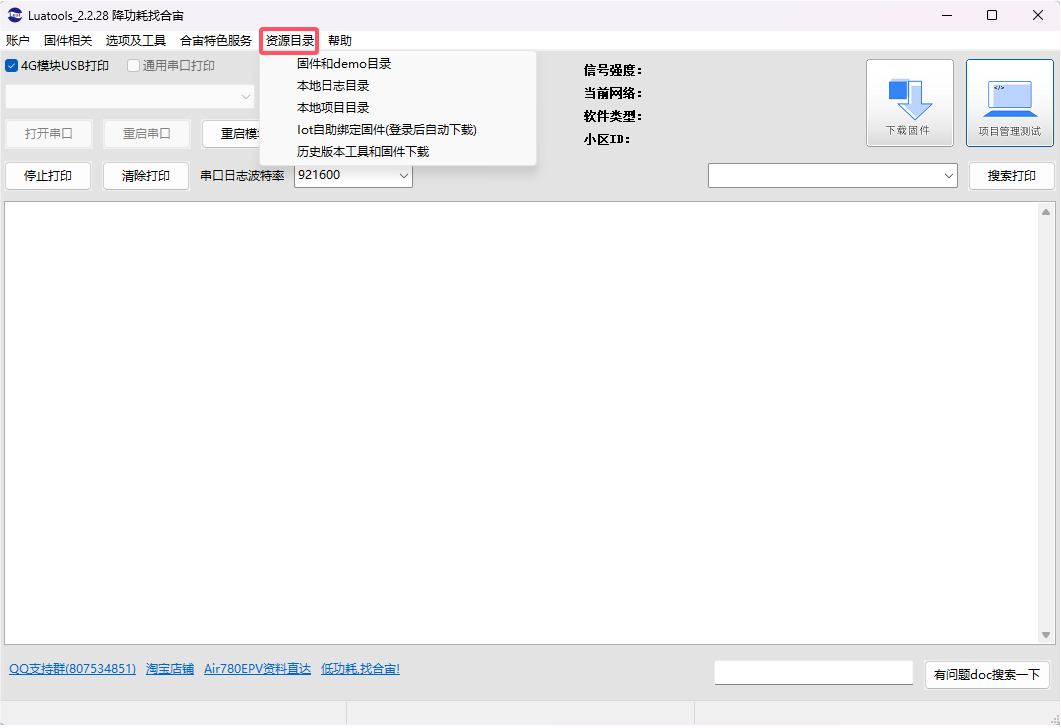 Luatools_2.2.28 降功耗找合宙
账户 固件相关 选项及工具 合宙特色服务 资源目录 帮助
固件和demo目录
本地日志目录
本地项目目录
Iot自助绑定固件(登录后自动下载)
历史版本工具和固件下载
4G模块USB打印 通用串口打印
打开串口 重启串口 重启模
停止打印 清除打印 串口日志波特率 921600
信号强度：
当前网络：
软件类型：
小区ID：
下载固件
项目管理测试
搜索打印
QQ支持群(807534851) 淘宝店铺 Air780EPV资料直达 低功耗,找合宙!
有问题doc搜索一下